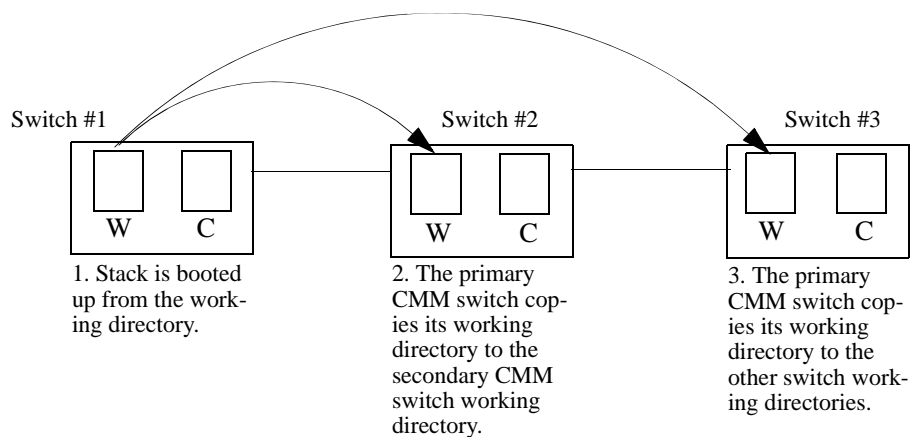 Switch #1
Switch #2
Switch #3
W
C
W
C
W
C
1. Stack is booted
up from the work-
ing directory.
2. The primary
CMM switch cop-
ies its working
directory to the
secondary CMM
switch working
directory.
3. The primary
CMM switch cop-
ies its working
directory to the
other switch work-
ing directories.